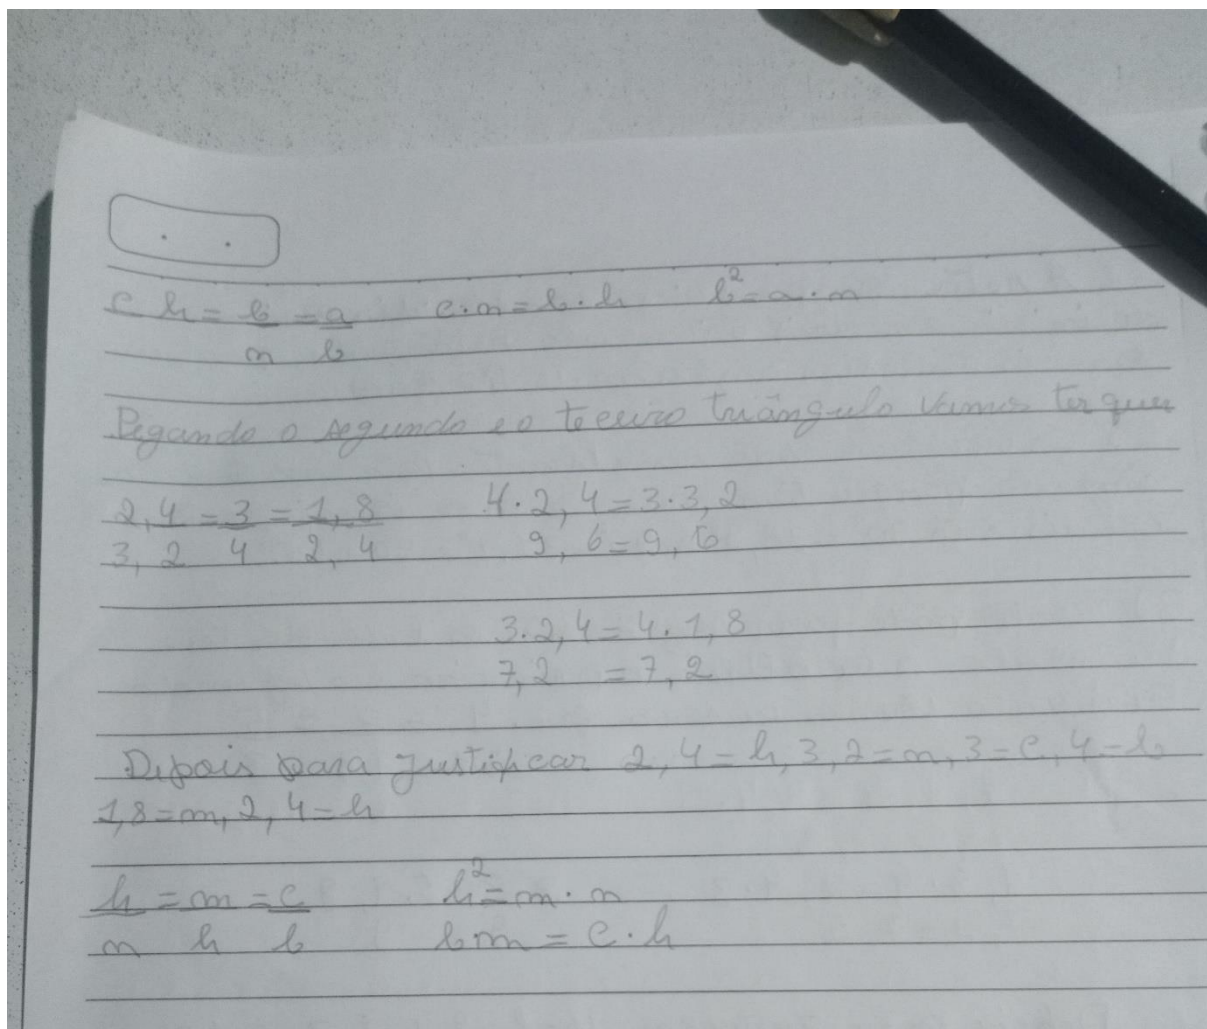 c h = b = a   c·n = b·h   b² = a·n
n b
Pegando o segundo e o teceiro triângulo vamos ter que
2,4 = 3 = 1,8   4·2,4 = 3·3,2
3,2 4 2,4   9,6 = 9,6
3·2,4 = 4·1,8
7,2 = 7,2
Depois para justificar 2,4 = h, 3,2 = n, 3 = c, 4 = b
1,8 = m, 2,4 = h
h = m = c   h² = m·n
n h b   bm = c·h